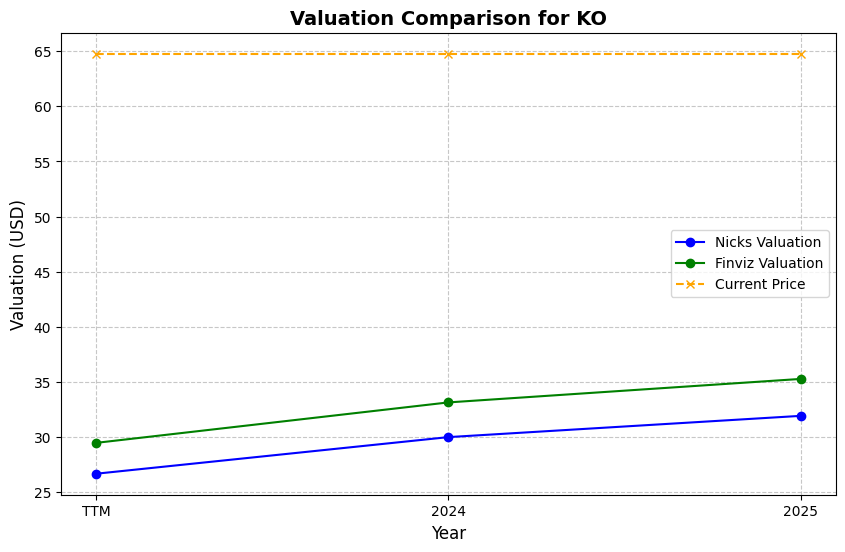 Valuation Comparison for KO
Valuation (USD)
65
60
55
50
45
40
35
30
25
Nicks Valuation
Finviz Valuation
Current Price
TTM 2024 2025
Year